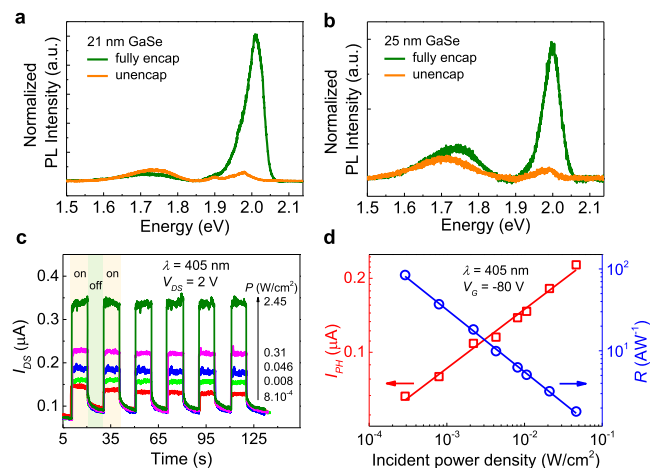 a
21 nm GaSe
fully encap
unencap
Normalized
PL Intensity (a.u.)
1.5 1.6 1.7 1.8 1.9 2.0 2.1
Energy (eV)
b
25 nm GaSe
fully encap
unencap
Normalized
PL Intensity (a.u.)
1.5 1.6 1.7 1.8 1.9 2.0 2.1
Energy (eV)
c
on
off
on
λ = 405 nm
V_DS = 2 V
P (W/cm²)
2.45
0.31
0.046
0.008
8.10⁻⁴
0.4
0.3
0.2
0.1
I_DS (µA)
5 35 65 95 125
Time (s)
d
λ = 405 nm
V_G = -80 V
0.2
0.1
I_PH (µA)
10²
10¹
R (AW⁻¹)
10⁻⁴ 10⁻³ 10⁻² 10⁻¹
Incident power density (W/cm²)